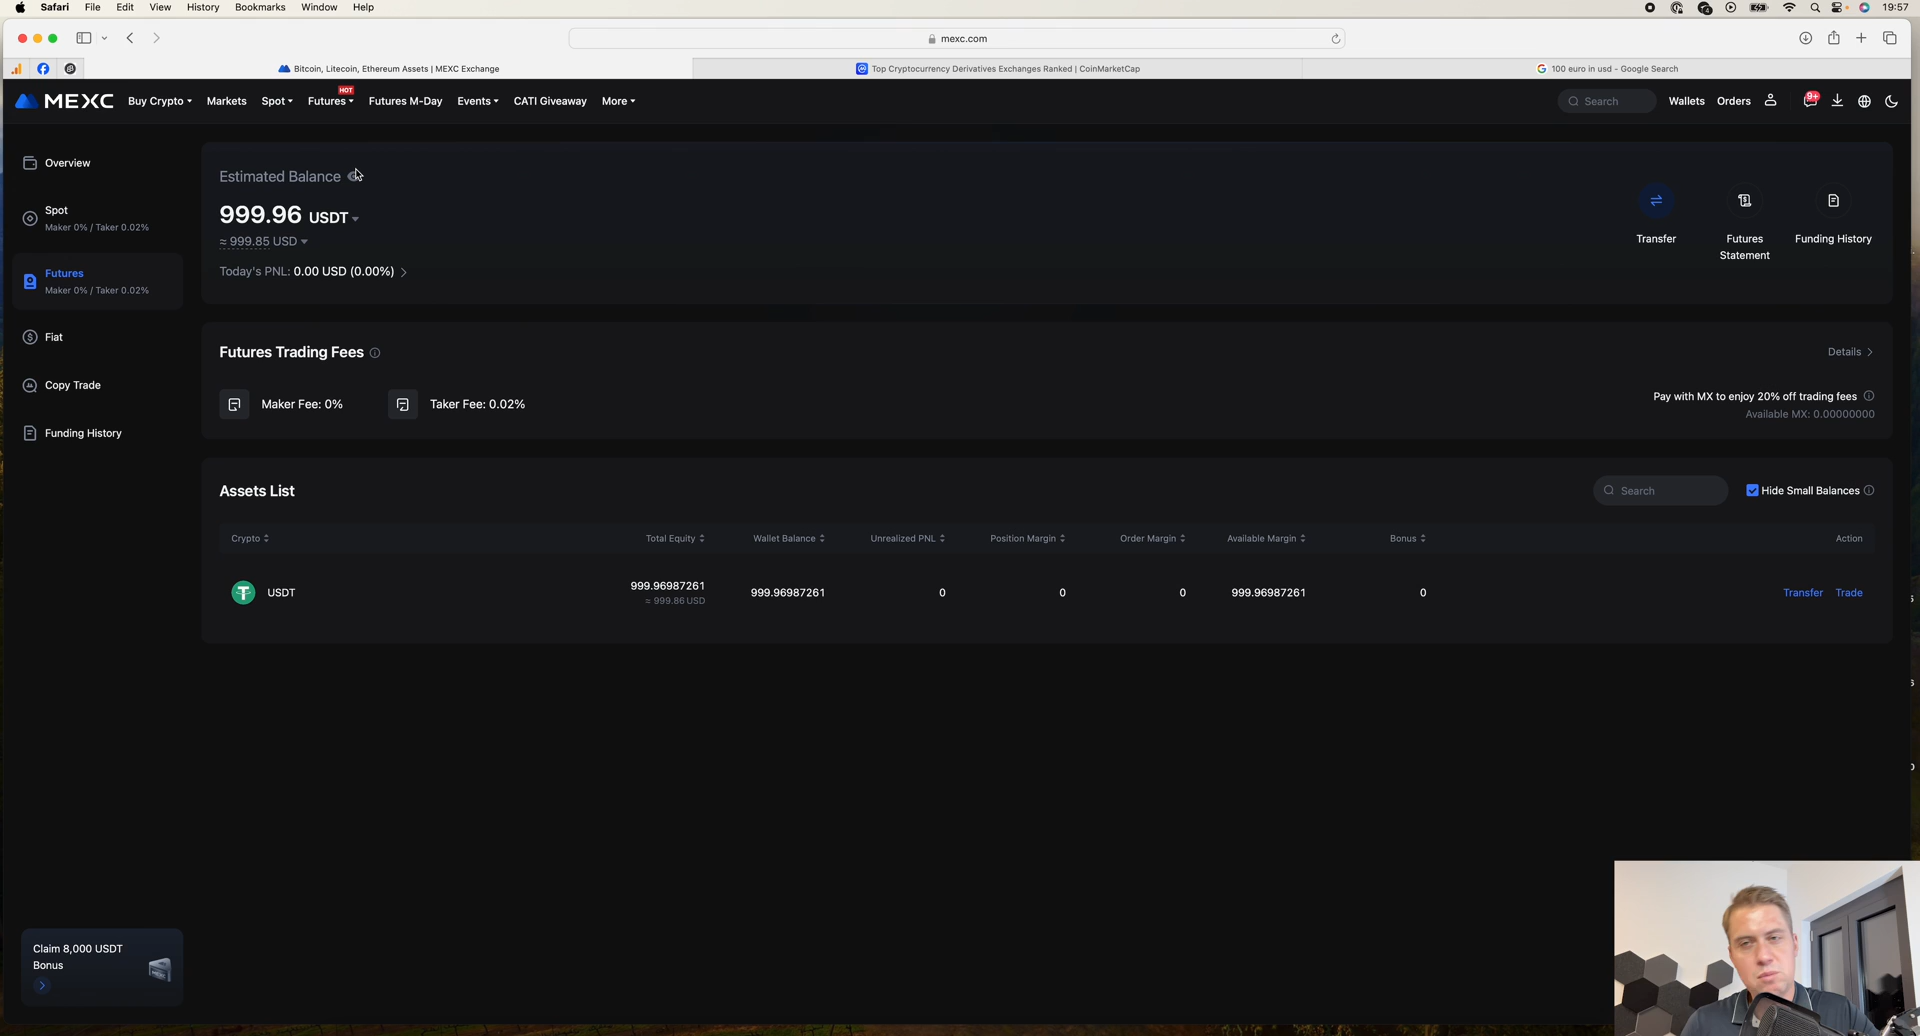 Safari File Edit View History Bookmarks Window Help 19:57
mexc.com
Bitcoin, Litecoin, Ethereum Assets | MEXC Exchange
Top Cryptocurrency Derivatives Exchanges Ranked | CoinMarketCap
100 euro in usd - Google Search
MEXC Buy Crypto Markets Spot Futures HOT Futures M-Day Events CATI Giveaway More
Search Wallets Orders 9+
Overview
Spot
Maker 0% / Taker 0.02%
Futures
Maker 0% / Taker 0.02%
Fiat
Copy Trade
Funding History
Claim 8,000 USDT
Bonus
Estimated Balance
999.96 USDT
≈ 999.85 USD
Today's PNL: 0.00 USD (0.00%)
Transfer
Futures
Statement
Funding History
Futures Trading Fees
Details
Maker Fee: 0% Taker Fee: 0.02%
Pay with MX to enjoy 20% off trading fees
Available MX: 0.00000000
Assets List
Search Hide Small Balances
Crypto Total Equity Wallet Balance Unrealized PNL Position Margin Order Margin Available Margin Bonus Action
USDT 999.96987261 999.96987261 0 0 0 999.96987261 0 Transfer Trade
≈ 999.86 USD